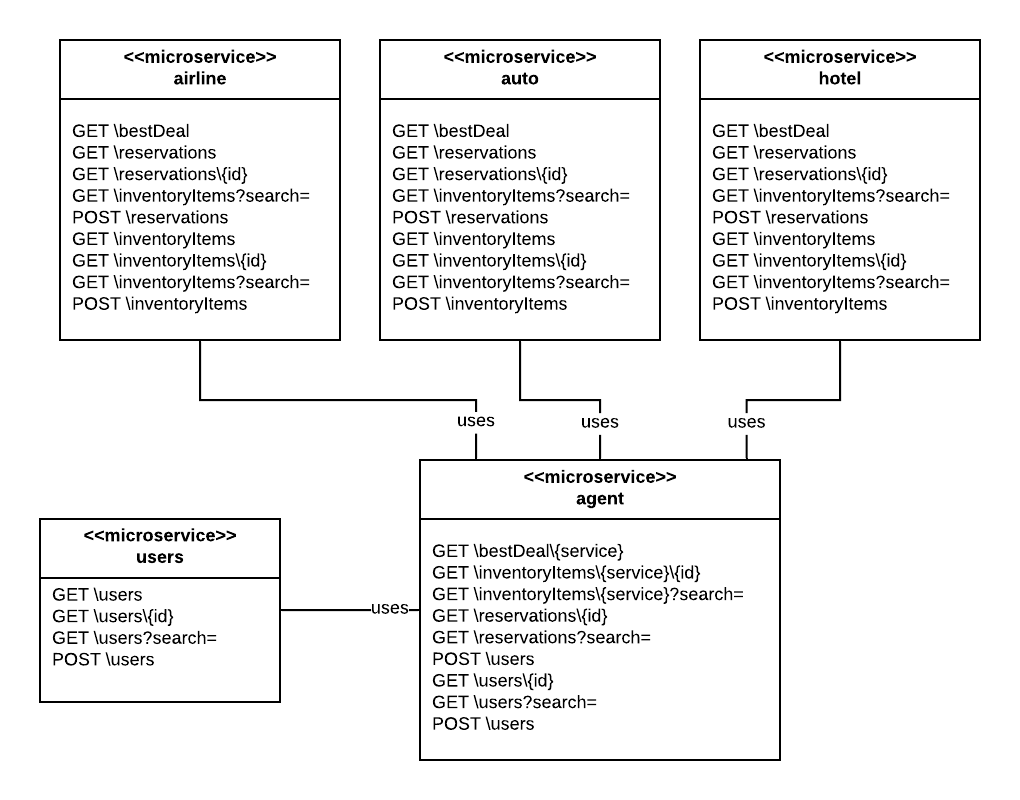 <<microservice>>
airline
GET \bestDeal
GET \reservations
GET \reservations\{id}
GET \inventoryItems?search=
POST \reservations
GET \inventoryItems
GET \inventoryItems\{id}
GET \inventoryItems?search=
POST \inventoryItems
<<microservice>>
auto
GET \bestDeal
GET \reservations
GET \reservations\{id}
GET \inventoryItems?search=
POST \reservations
GET \inventoryItems
GET \inventoryItems\{id}
GET \inventoryItems?search=
POST \inventoryItems
<<microservice>>
hotel
GET \bestDeal
GET \reservations
GET \reservations\{id}
GET \inventoryItems?search=
POST \reservations
GET \inventoryItems
GET \inventoryItems\{id}
GET \inventoryItems?search=
POST \inventoryItems
uses
uses
uses
<<microservice>>
users
GET \users
GET \users\{id}
GET \users?search=
POST \users
uses
<<microservice>>
agent
GET \bestDeal\{service}
GET \inventoryItems\{service}\{id}
GET \inventoryItems\{service}?search=
GET \reservations\{id}
GET \reservations?search=
POST \users
GET \users\{id}
GET \users?search=
POST \users